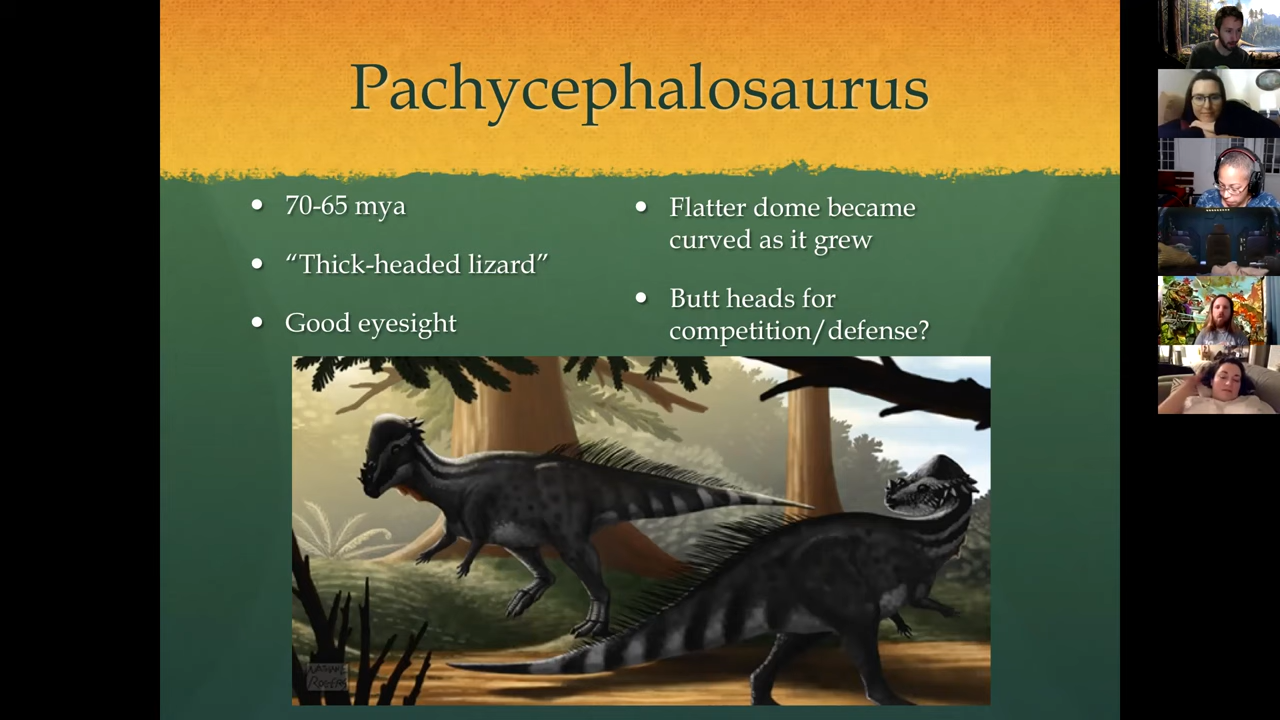 Pachycephalosaurus
• 70-65 mya
• “Thick-headed lizard”
• Good eyesight
• Flatter dome became
curved as it grew
• Butt heads for
competition/defense?
Rogers